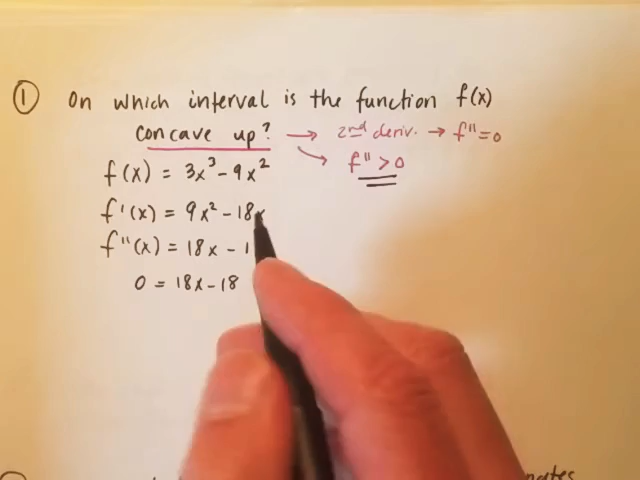 ① On which interval is the function f(x)
concave up? → 2nd deriv. → f"=0
→ f" > 0
f(x) = 3x³ - 9x²
f'(x) = 9x² - 18x
f"(x) = 18x - 1
0 = 18x - 18